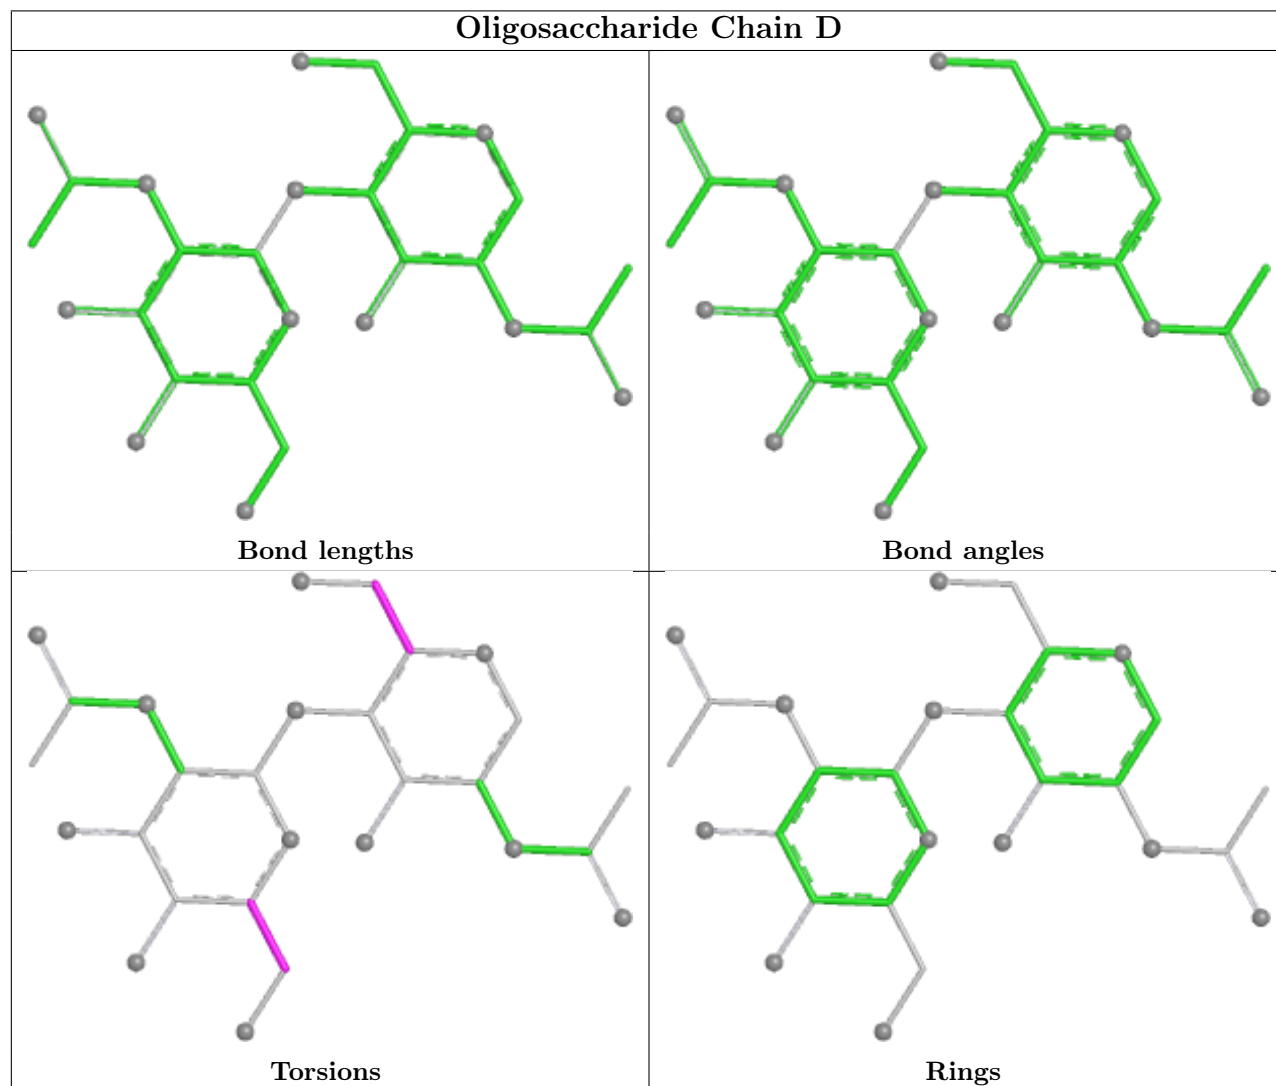 Oligosaccharide Chain D
Bond lengths
Bond angles
Torsions
Rings